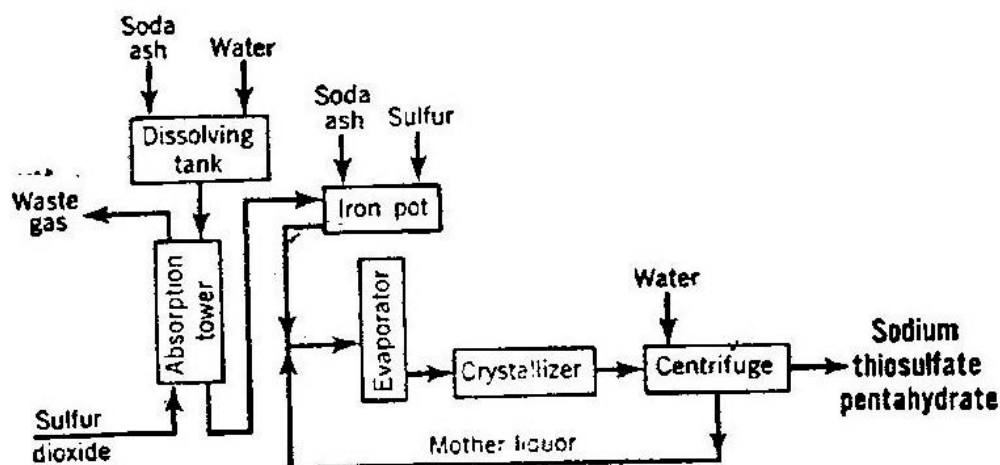 Soda
ash
Water
Dissolving
tank
Soda
ash
Sulfur
Iron pot
Waste
gas
Absorption
tower
Evaporator
Water
Crystallizer
Centrifuge
Sodium
thiosulfate
pentahydrate
Sulfur
dioxide
Mother liquor